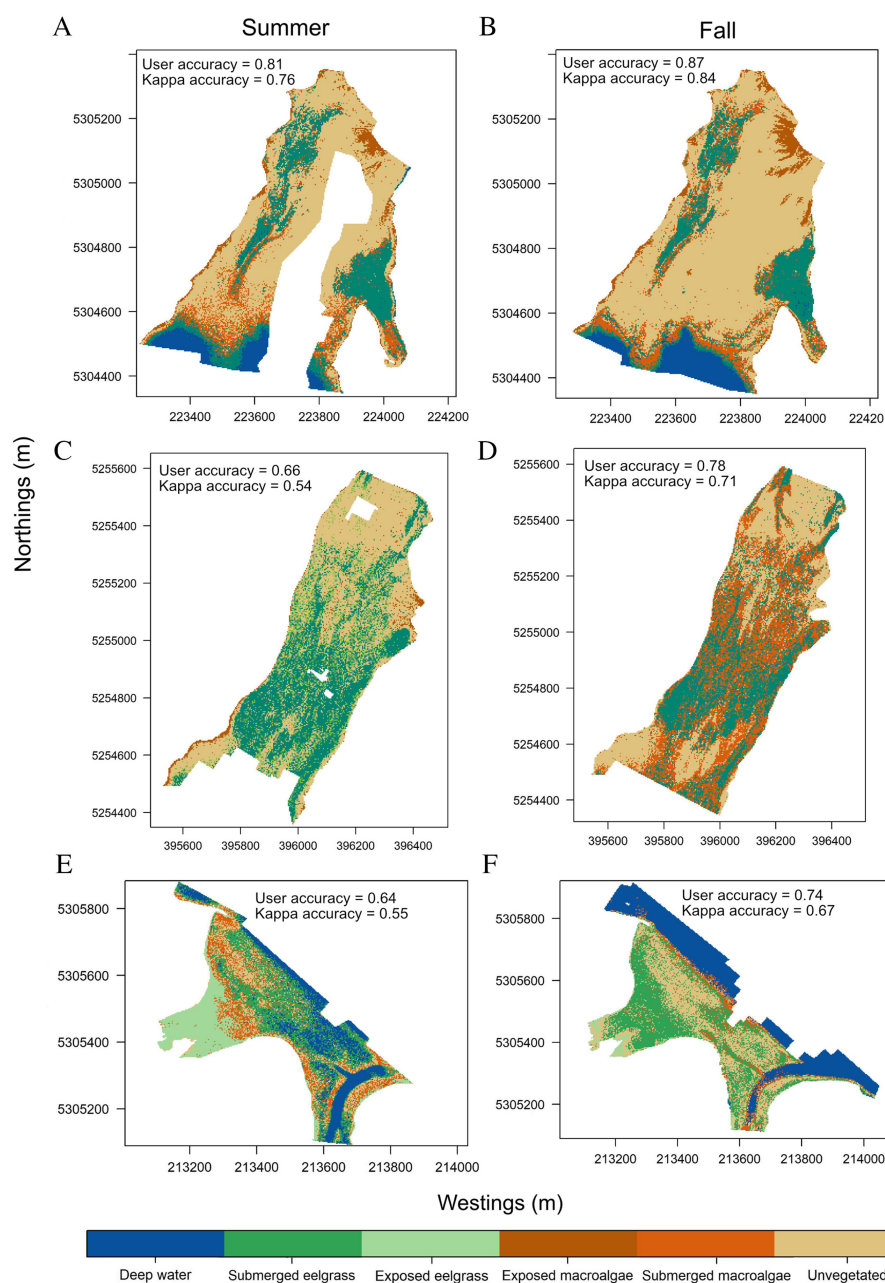 Summer
Fall
A
B
User accuracy = 0.81
Kappa accuracy = 0.76
User accuracy = 0.87
Kappa accuracy = 0.84
5305200
5305000
5304800
5304600
5304400
5305200
5305000
5304800
5304600
5304400
223400 223600 223800 224000 224200
223400 223600 223800 224000 22420
C
D
User accuracy = 0.66
Kappa accuracy = 0.54
User accuracy = 0.78
Kappa accuracy = 0.71
5255600
5255400
5255200
5255000
5254800
5254600
5254400
5255600
5255400
5255200
5255000
5254800
5254600
5254400
395600 395800 396000 396200 396400
395600 395800 396000 396200 396400
Northings (m)
E
F
User accuracy = 0.64
Kappa accuracy = 0.55
User accuracy = 0.74
Kappa accuracy = 0.67
5305800
5305600
5305400
5305200
5305800
5305600
5305400
5305200
213200 213400 213600 213800 214000
213200 213400 213600 213800 214000
Westings (m)
Deep water Submerged eelgrass Exposed eelgrass Exposed macroalgae Submerged macroalgae Unvegetated